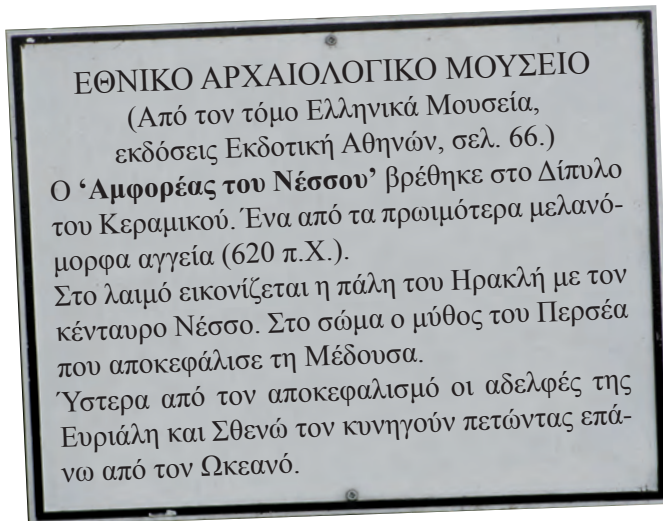 ΕΘΝΙΚΟ ΑΡΧΑΙΟΛΟΓΙΚΟ ΜΟΥΣΕΙΟ
(Από τον τόμο Ελληνικά Μουσεία,
εκδόσεις Εκδοτική Αθηνών, σελ. 66.)
Ο ‘Αμφορέας του Νέσσου’ βρέθηκε στο Δίπυλο
του Κεραμικού. Ένα από τα πρωιμότερα μελανό-
μορφα αγγεία (620 π.Χ.).
Στο λαιμό εικονίζεται η πάλη του Ηρακλή με τον
κένταυρο Νέσσο. Στο σώμα ο μύθος του Περσέα
που αποκεφάλισε τη Μέδουσα.
Ύστερα από τον αποκεφαλισμό οι αδελφές της
Ευριάλη και Σθενώ τον κυνηγούν πετώντας επά-
νω από τον Ωκεανό.